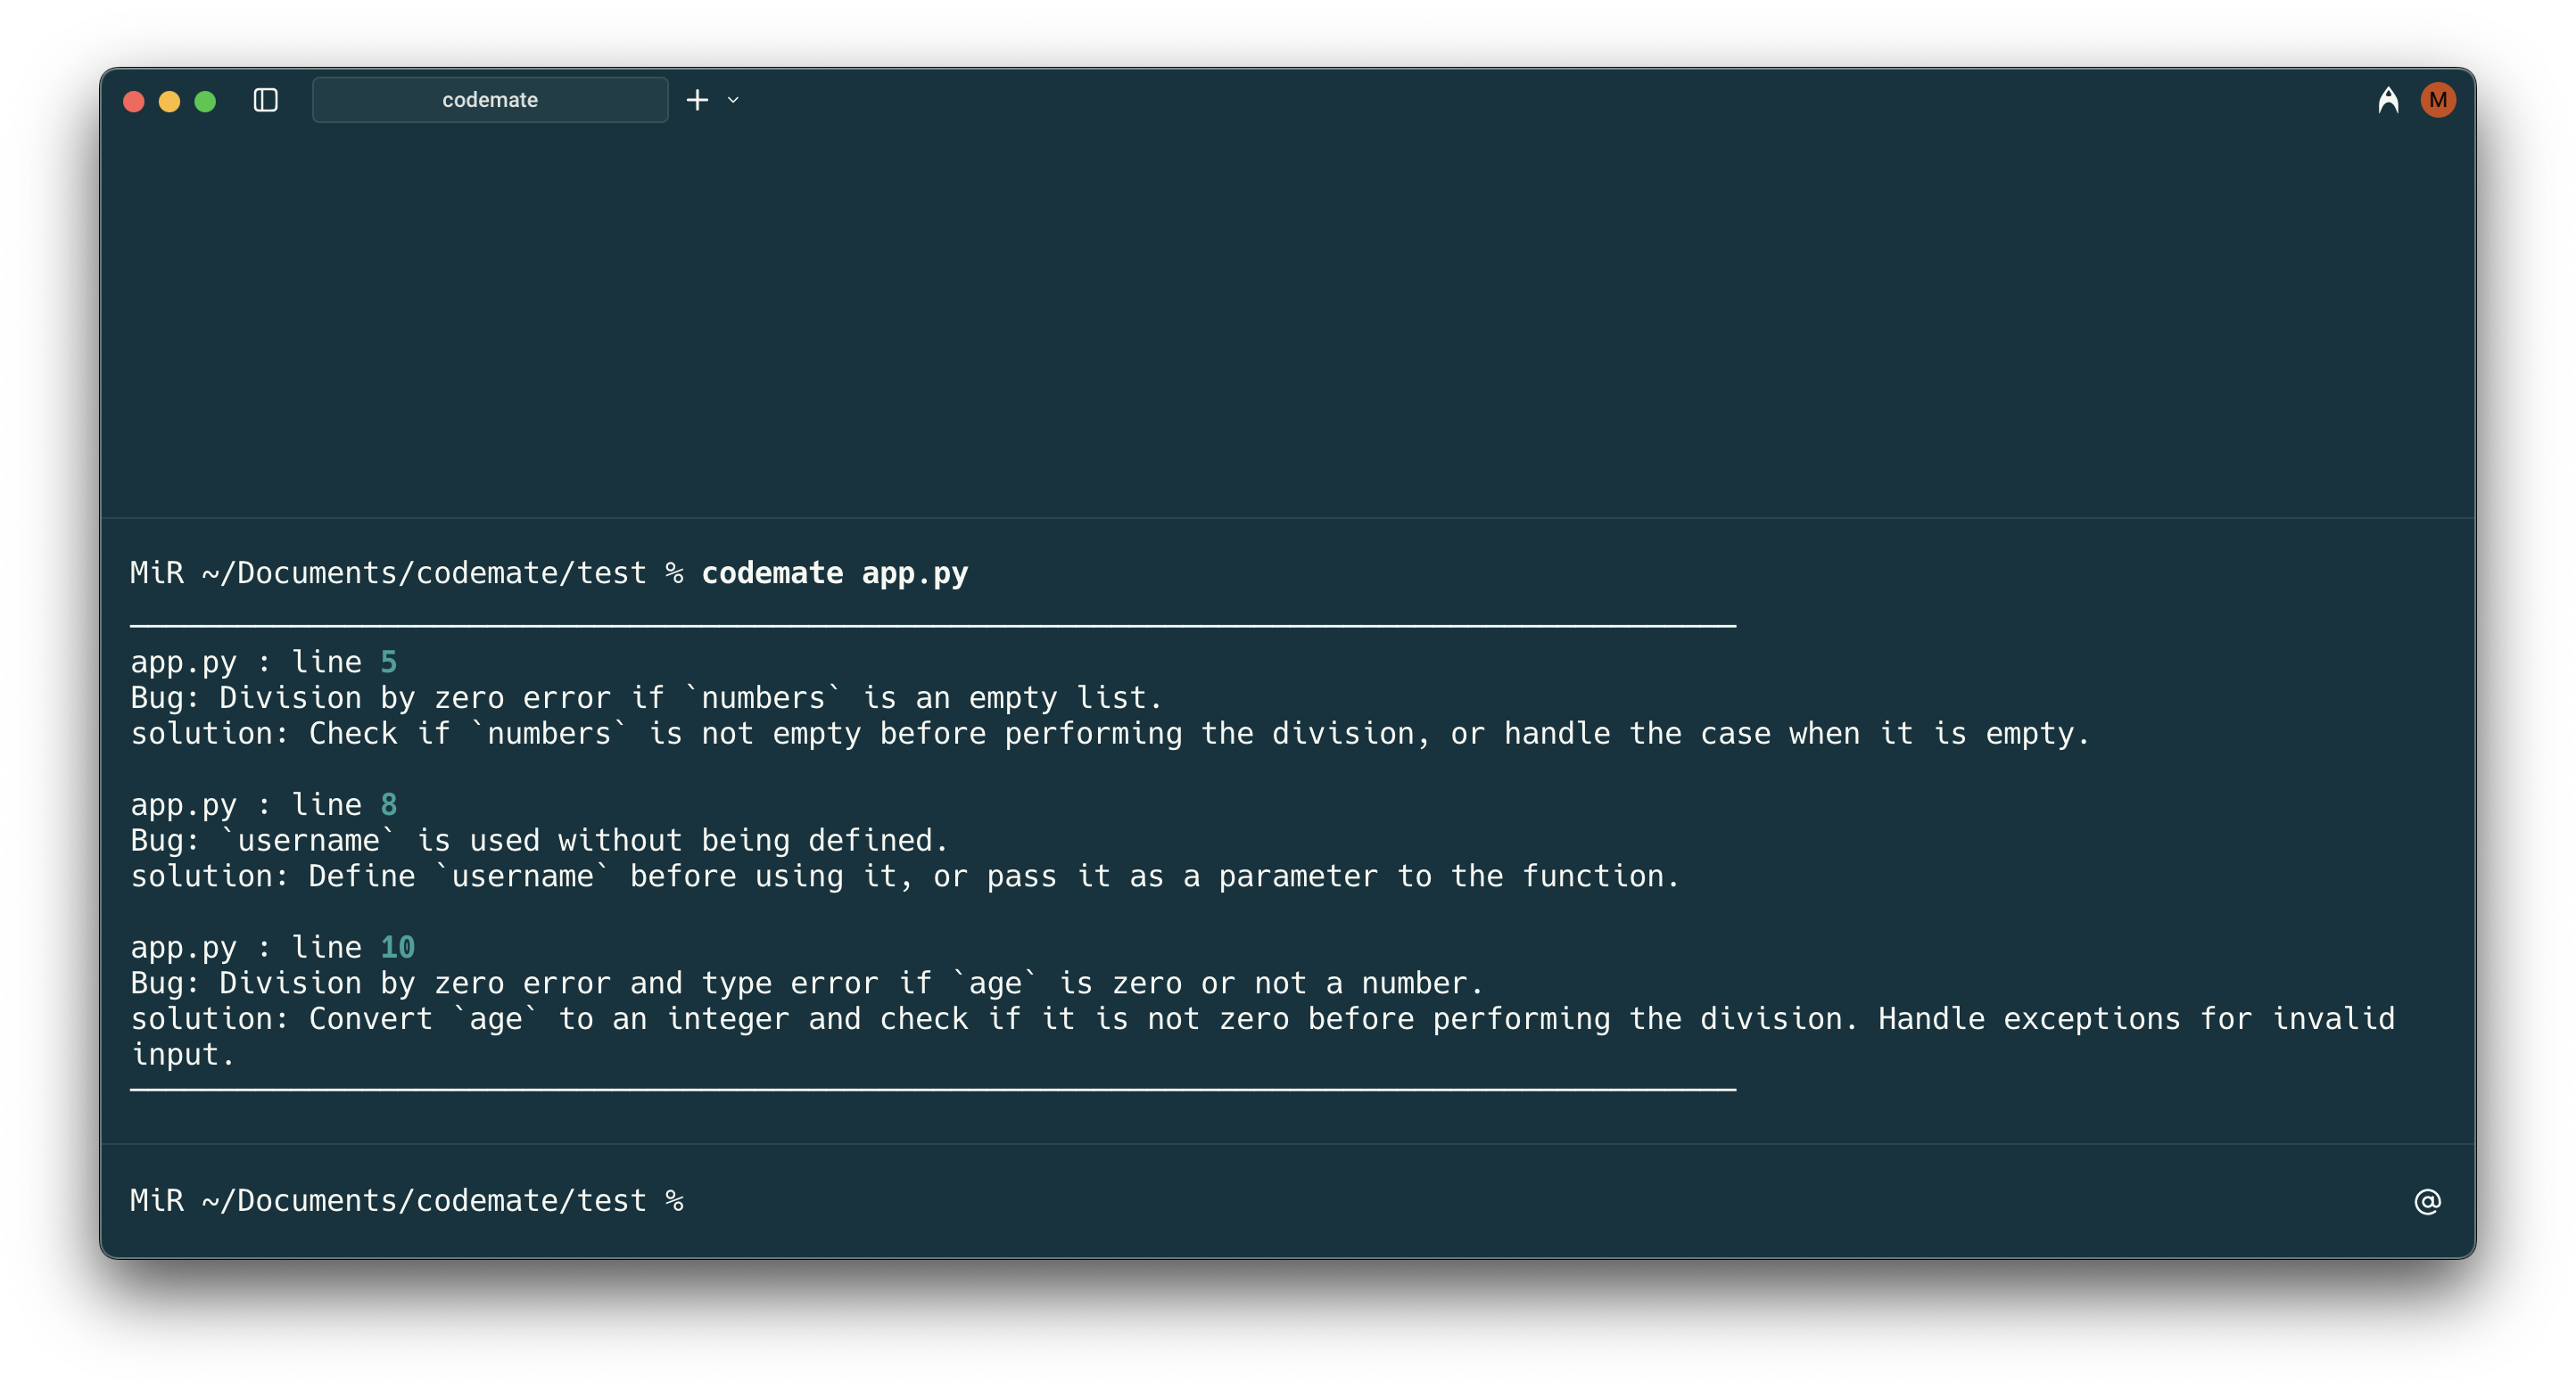 codemate
M
MiR ~/Documents/codemate/test % codemate app.py
app.py : line 5
Bug: Division by zero error if `numbers` is an empty list.
solution: Check if `numbers` is not empty before performing the division, or handle the case when it is empty.
app.py : line 8
Bug: `username` is used without being defined.
solution: Define `username` before using it, or pass it as a parameter to the function.
app.py : line 10
Bug: Division by zero error and type error if `age` is zero or not a number.
solution: Convert `age` to an integer and check if it is not zero before performing the division. Handle exceptions for invalid
input.
MiR ~/Documents/codemate/test %
@